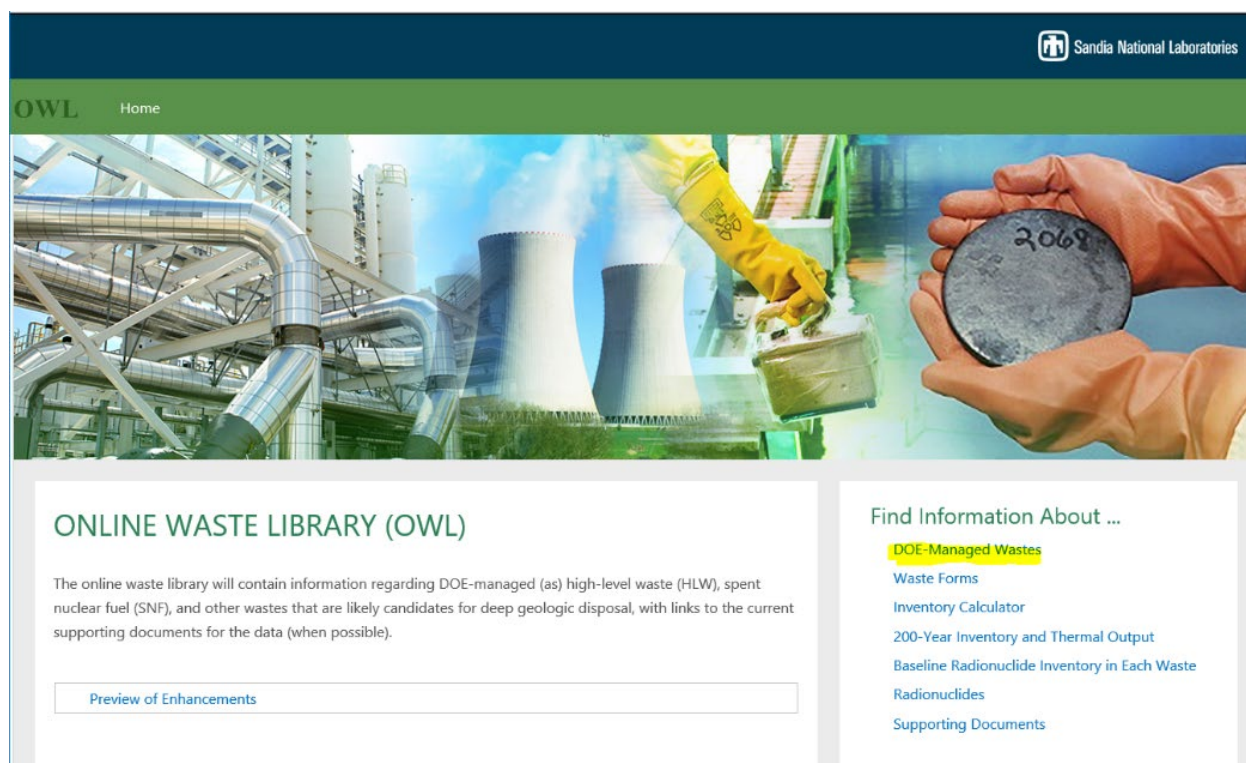 Sandia National Laboratories
OWL Home
2068
ONLINE WASTE LIBRARY (OWL)
The online waste library will contain information regarding DOE-managed (as) high-level waste (HLW), spent
nuclear fuel (SNF), and other wastes that are likely candidates for deep geologic disposal, with links to the current
supporting documents for the data (when possible).
Preview of Enhancements
Find Information About ...
DOE-Managed Wastes
Waste Forms
Inventory Calculator
200-Year Inventory and Thermal Output
Baseline Radionuclide Inventory in Each Waste
Radionuclides
Supporting Documents